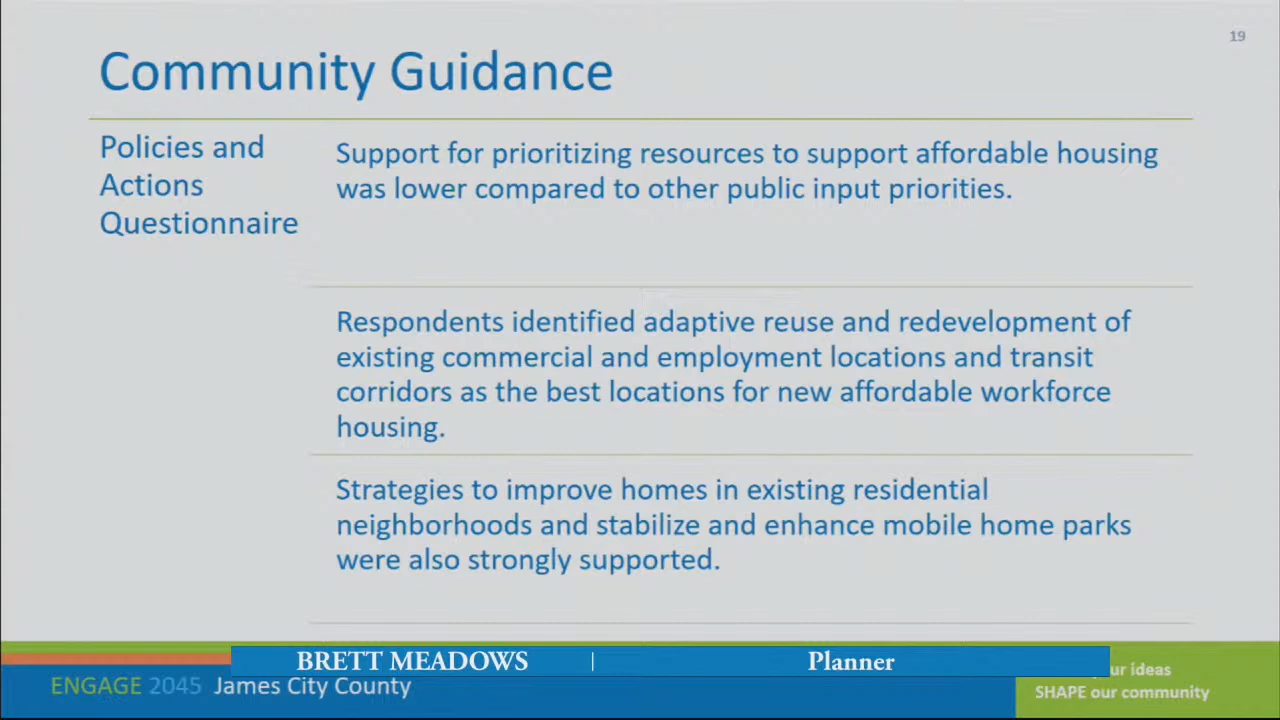 19
Community Guidance
Policies and
Actions
Questionnaire
Support for prioritizing resources to support affordable housing
was lower compared to other public input priorities.
Respondents identified adaptive reuse and redevelopment of
existing commercial and employment locations and transit
corridors as the best locations for new affordable workforce
housing.
Strategies to improve homes in existing residential
neighborhoods and stabilize and enhance mobile home parks
were also strongly supported.
BRETT MEADOWS | Planner
ENGAGE 2045 James City County
ideas
SHAPE our community